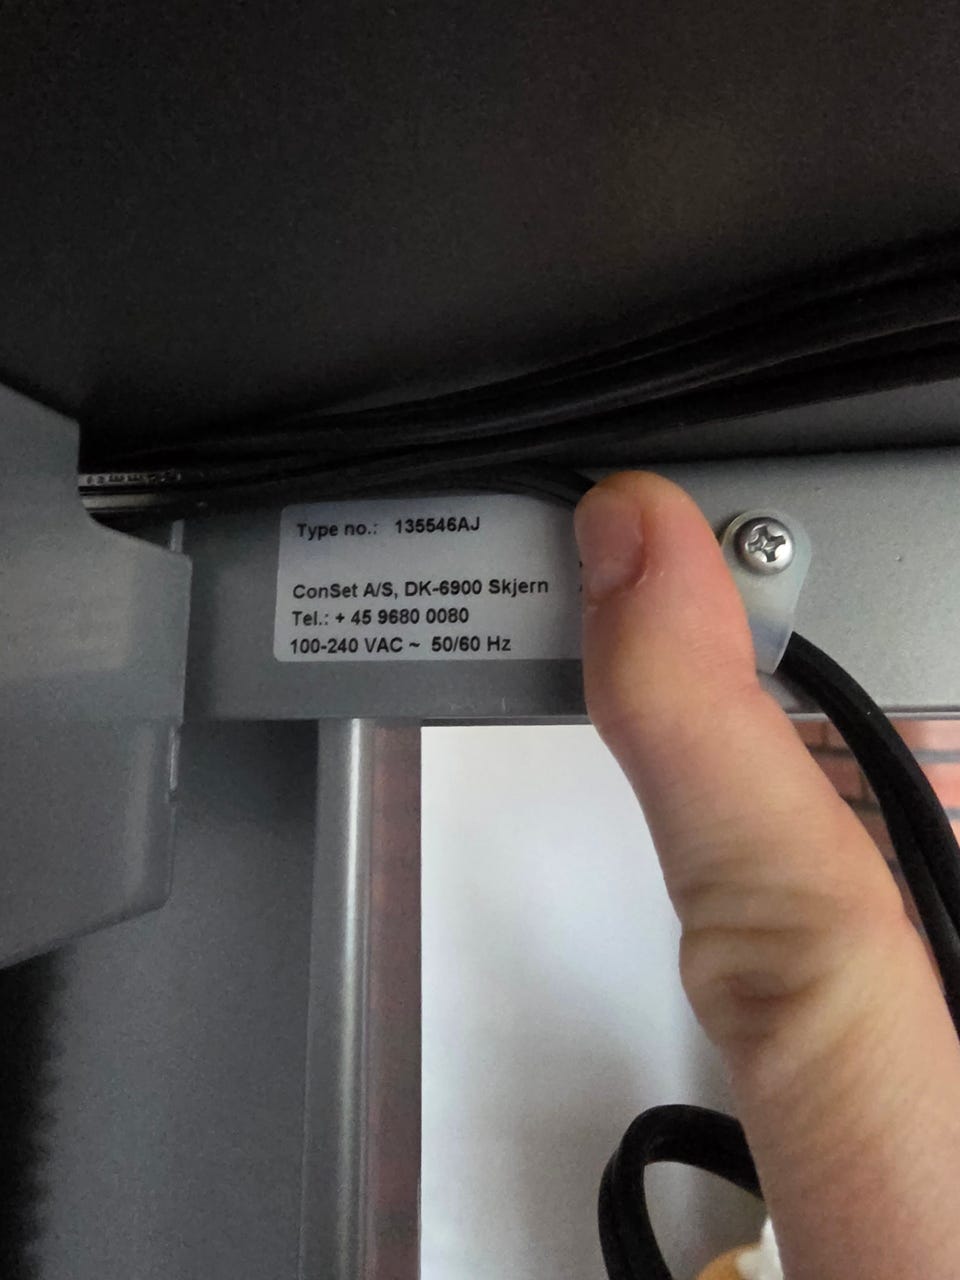 Type no.: 135546AJ
ConSet A/S, DK-6900 Skjern
Tel.: + 45 9680 0080
100-240 VAC ~ 50/60 Hz